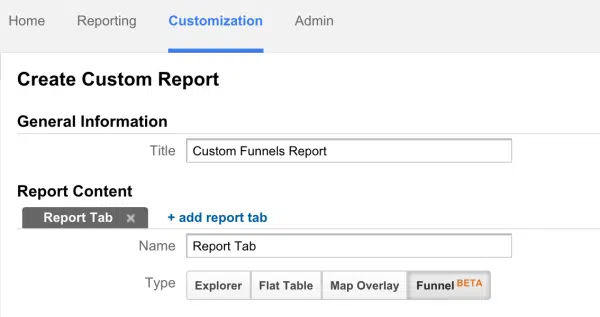 Home Reporting Customization Admin
Create Custom Report
General Information
Title Custom Funnels Report
Report Content
Report Tab × + add report tab
Name Report Tab
Type Explorer Flat Table Map Overlay Funnel BETA